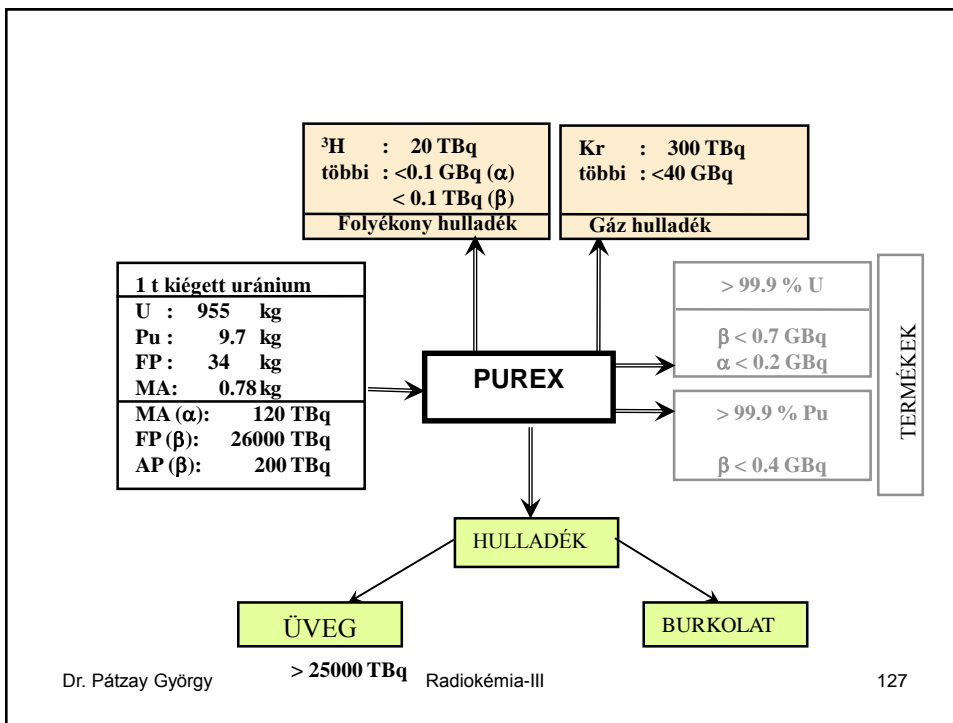 ³H : 20 TBq
többi : <0.1 GBq (α)
< 0.1 TBq (β)
Folyékony hulladék
Kr : 300 TBq
többi : <40 GBq
Gáz hulladék
1 t kiégett uránium
U : 955 kg
Pu : 9.7 kg
FP : 34 kg
MA: 0.78 kg
MA (α): 120 TBq
FP (β): 26000 TBq
AP (β): 200 TBq
PUREX
> 99.9 % U
β < 0.7 GBq
α < 0.2 GBq
> 99.9 % Pu
β < 0.4 GBq
TERMÉKEK
HULLADÉK
ÜVEG
BURKOLAT
> 25000 TBq
Dr. Pátzay György
Radiokémia-III
127